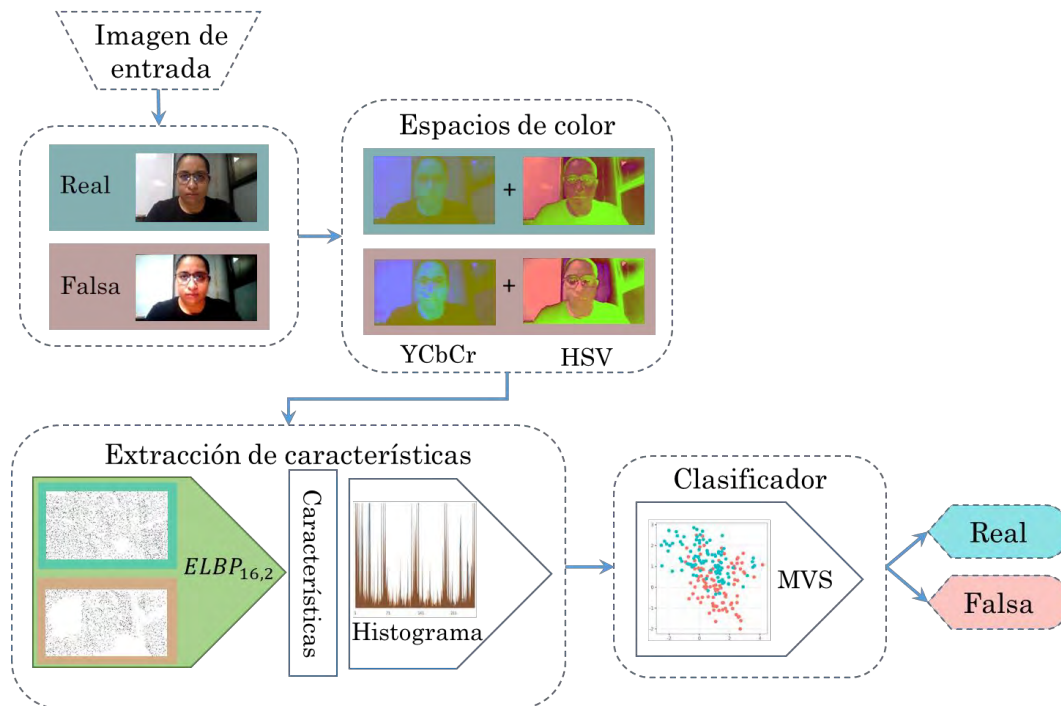 Imagen de
entrada
Real
Falsa
Espacios de color
+
+
YCbCr
HSV
Extracción de características
ELBP16,2
Características
Histograma
Clasificador
MVS
Real
Falsa